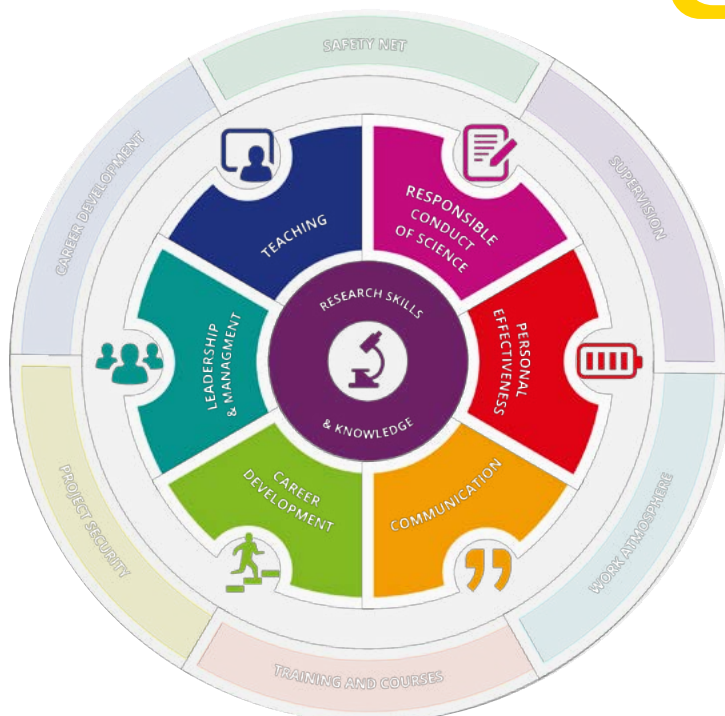 SAFETY NET
SUPERVISION
WORK ATMOSPHERE
TRAINING AND COURSES
PROJECT SECURITY
CAREER DEVELOPMENT
TEACHING
RESPONSIBLE
CONDUCT
OF SCIENCE
PERSONAL
EFFECTIVENESS
COMMUNICATION
CAREER
DEVELOPMENT
LEADERSHIP
& MANAGMENT
RESEARCH SKILLS
& KNOWLEDGE